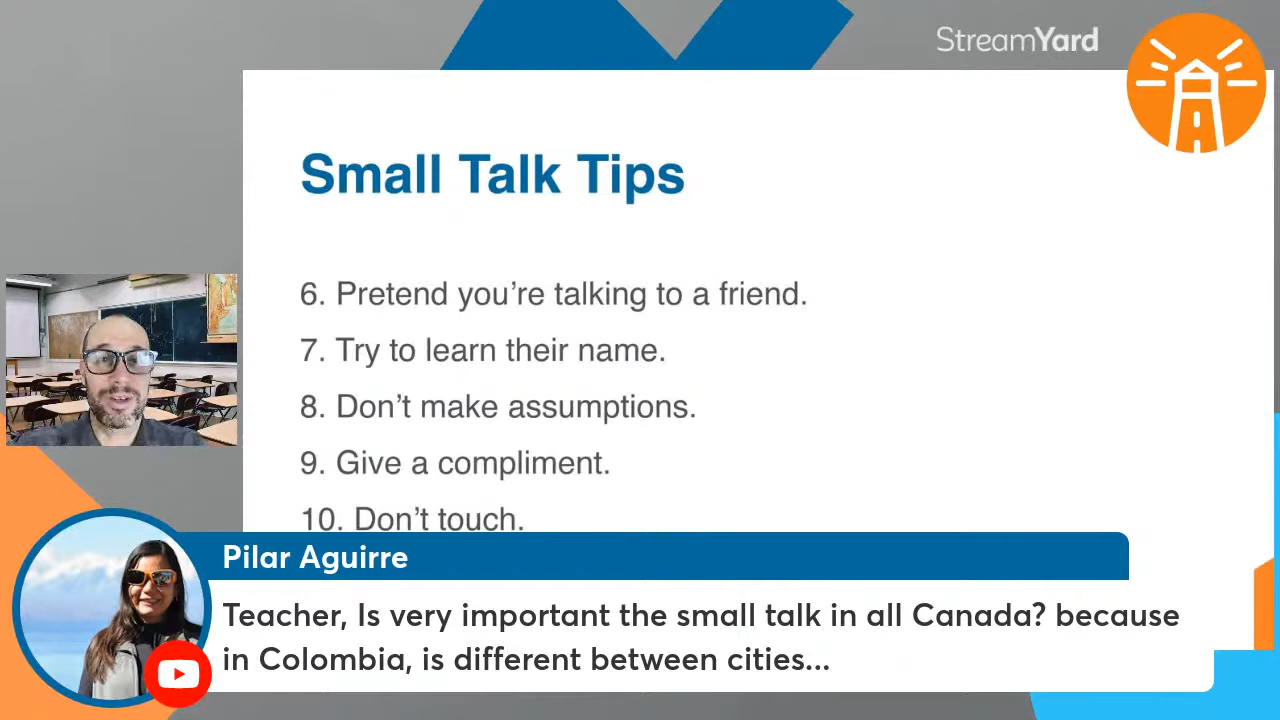 StreamYard
Small Talk Tips
6. Pretend you're talking to a friend.
7. Try to learn their name.
8. Don't make assumptions.
9. Give a compliment.
10. Don't touch.
Pilar Aguirre
Teacher, Is very important the small talk in all Canada? because
in Colombia, is different between cities...